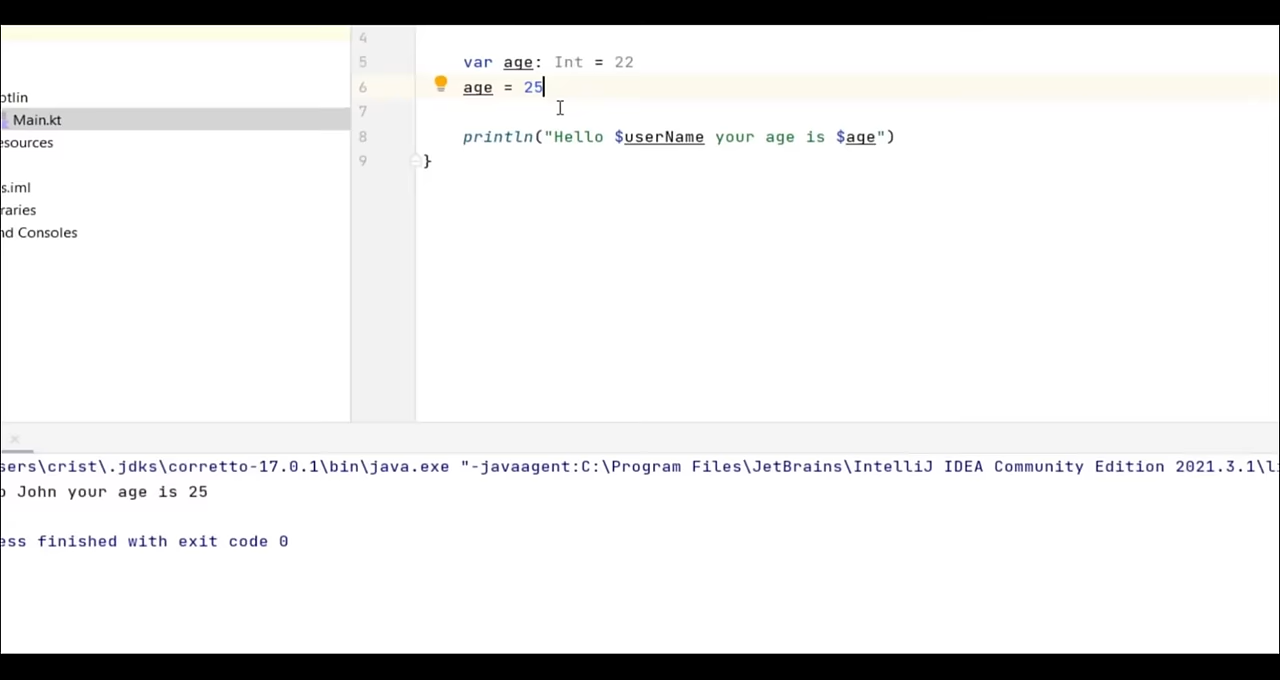 4
5 var age: Int = 22
6 age = 25
7
8 println("Hello $userName your age is $age")
9 }
otlin
Main.kt
esources
s.iml
raries
nd Consoles
sers\crist\.jdks\corretto-17.0.1\bin\java.exe "-javaagent:C:\Program Files\JetBrains\IntelliJ IDEA Community Edition 2021.3.1\li
o John your age is 25
ess finished with exit code 0